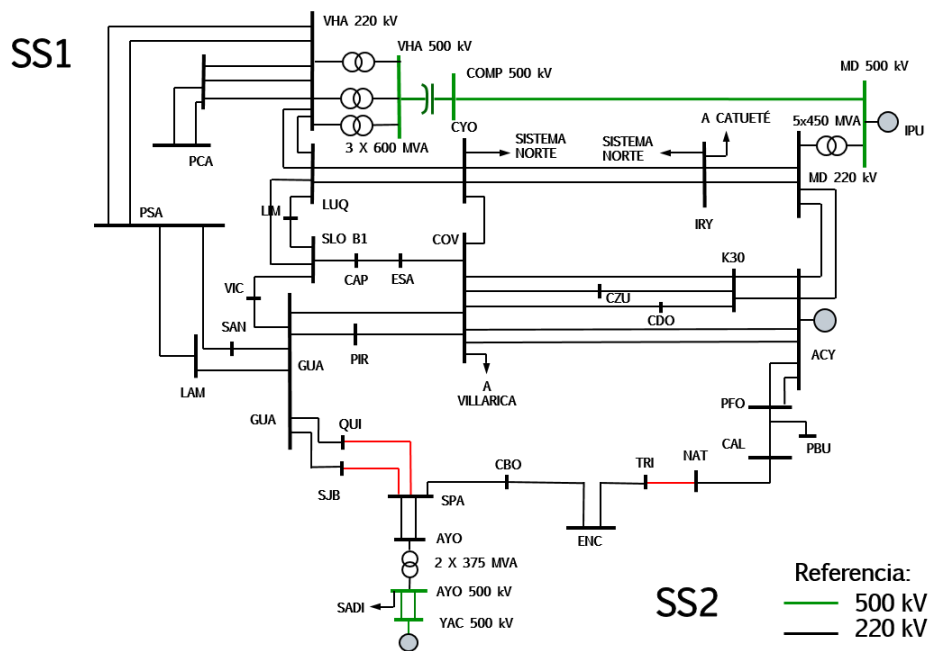 SS1
VHA 220 kV
VHA 500 kV
COMP 500 kV
MD 500 kV
A CATUETÉ
5x450 MVA
IPU
CYO
SISTEMA
NORTE
SISTEMA
NORTE
3 X 600 MVA
PCA
MD 220 kV
PSA
LIM
LUQ
IRY
SLO B1
COV
K30
VIC
CAP
ESA
CZU
CDO
SAN
PIR
GUA
ACY
LAM
A
VILLARICA
GUA
QUI
PFO
CAL
PBU
SJB
CBO
TRI
NAT
SPA
AYO
ENC
2 X 375 MVA
SADI
AYO 500 kV
YAC 500 kV
SS2
Referencia:
500 kV
220 kV